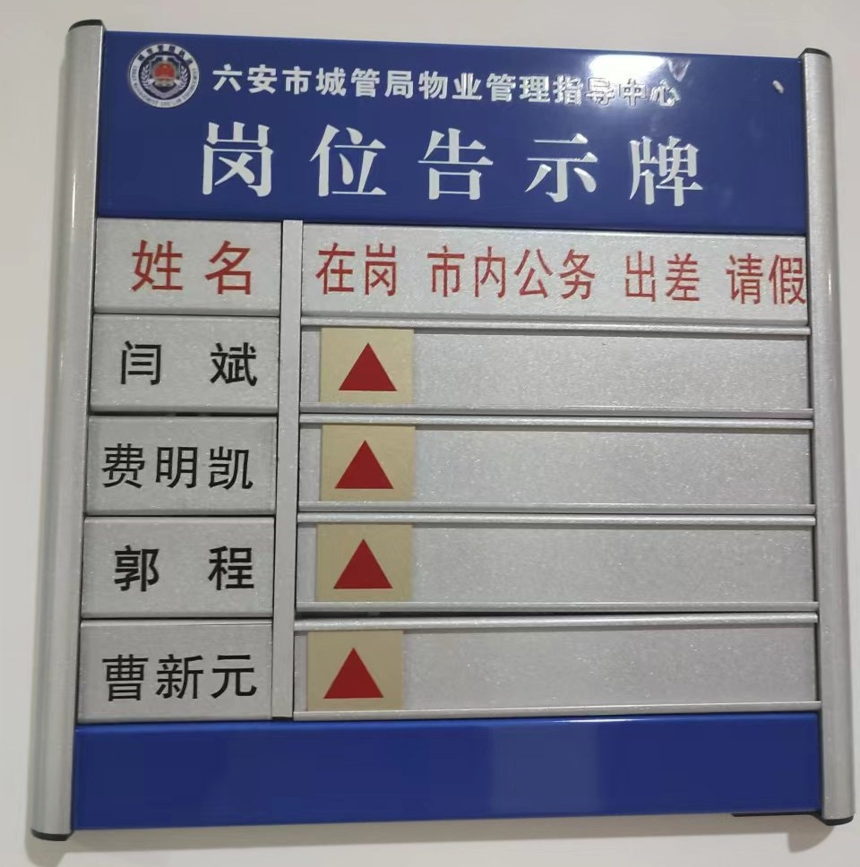 六安市城管局物业管理指导中心
岗位告示牌
姓名 在岗 市内公务 出差 请假
闫 斌
费明凯
郭 程
曹新元